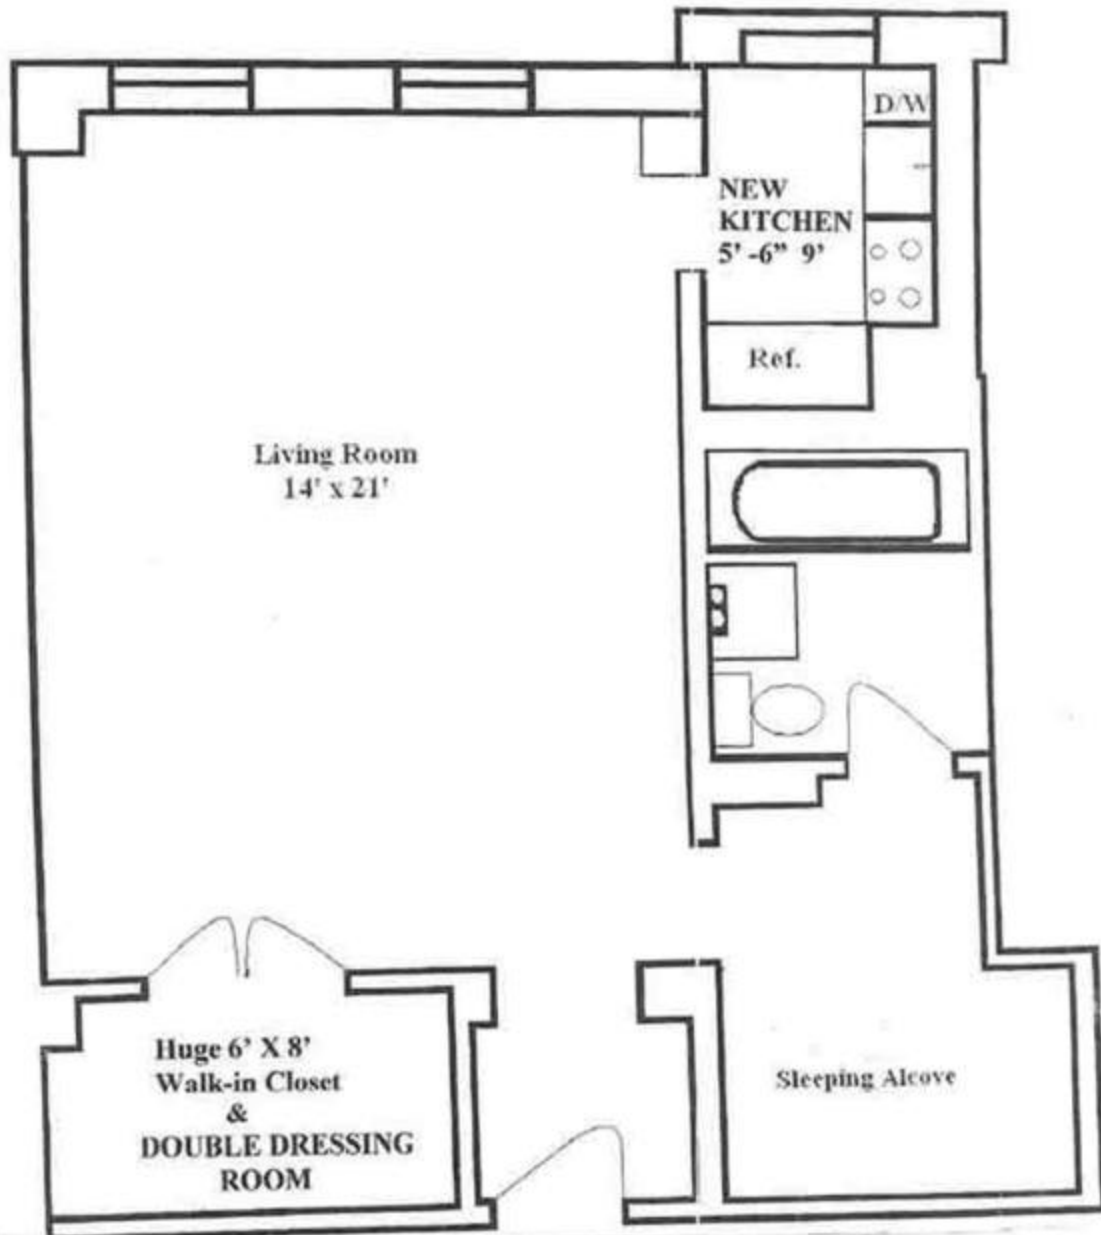 D/W
NEW
KITCHEN
5' -6" 9'
Ref.
Living Room
14' x 21'
Huge 6' X 8'
Walk-in Closet
&
DOUBLE DRESSING
ROOM
Sleeping Alcove